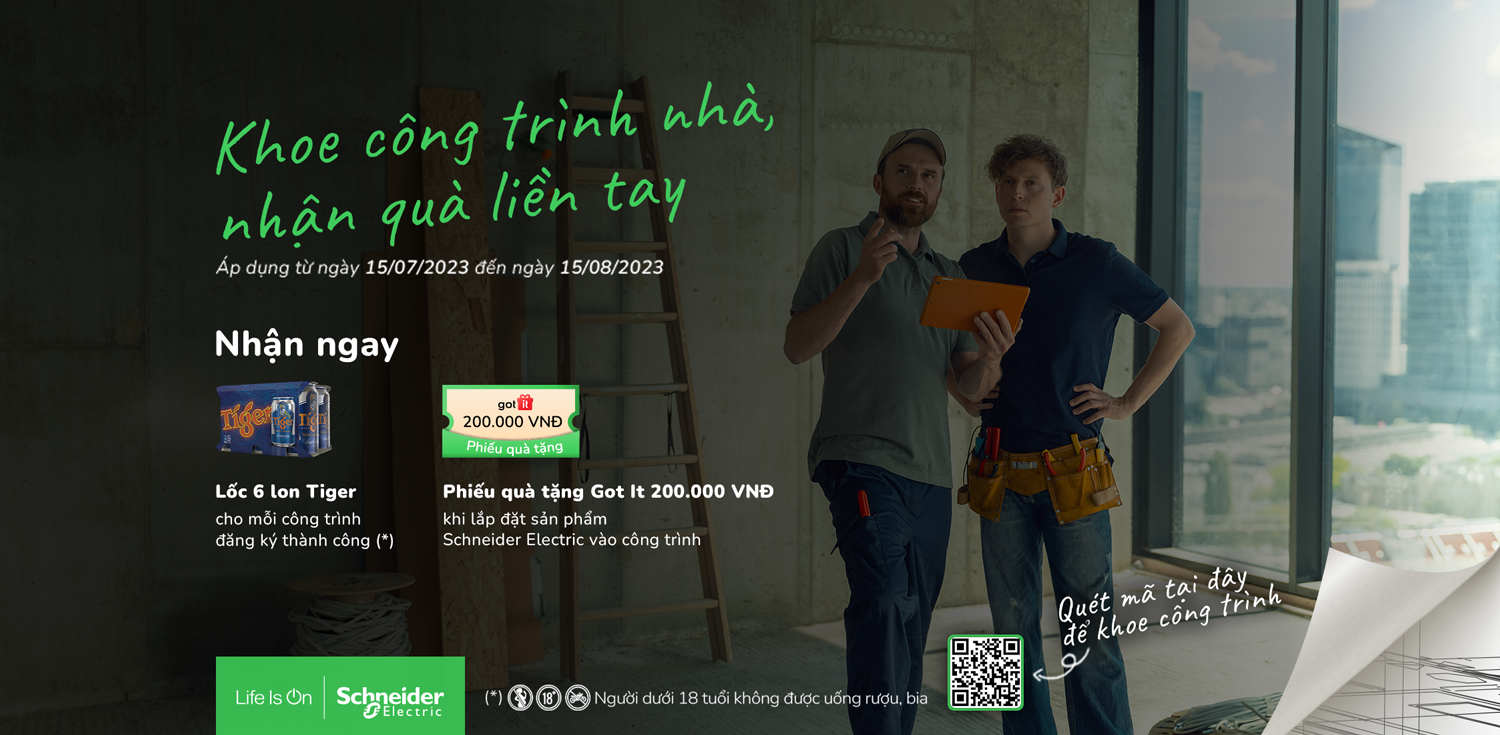 Khoe công trình nhà,
nhận quà liền tay
Áp dụng từ ngày 15/07/2023 đến ngày 15/08/2023
Nhận ngay
Tiger
Tiger
Tiger
got it
200.000 VNĐ
Phiếu quà tặng
Lốc 6 lon Tiger
cho mỗi công trình
đăng ký thành công (*)
Phiếu quà tặng Got It 200.000 VNĐ
khi lắp đặt sản phẩm
Schneider Electric vào công trình
Quét mã tại đây
để khoe công trình
Life Is On
Schneider
Electric
(*) 18+ Người dưới 18 tuổi không được uống rượu, bia